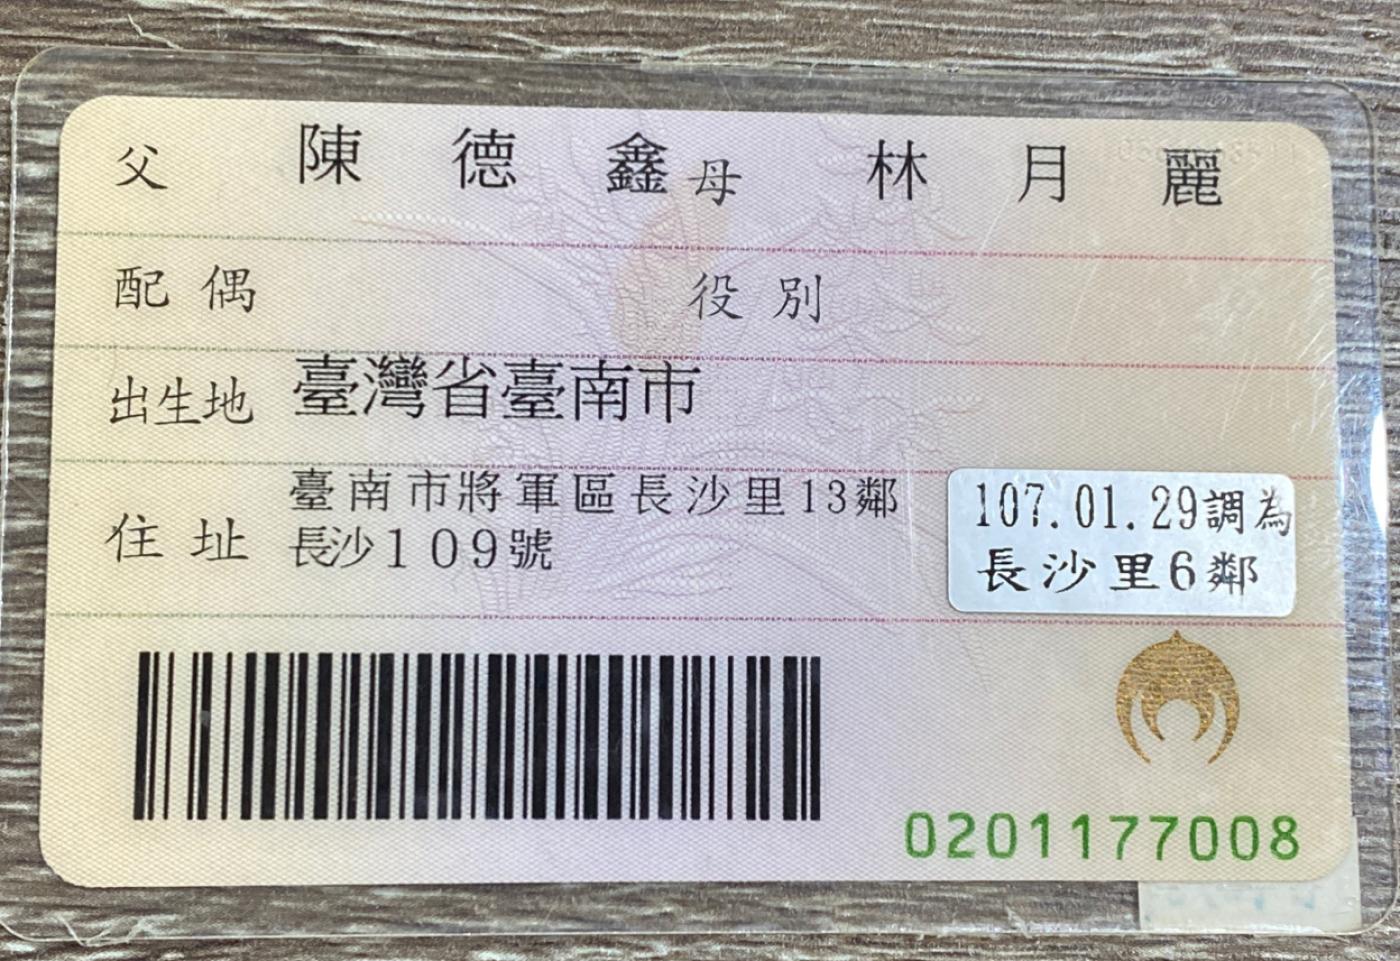 父 陳德鑫 母 林月麗
配偶 役別
出生地 臺灣省臺南市
住址 臺南市將軍區長沙里13鄰
長沙109號
107.01.29調為
長沙里6鄰
0201177008